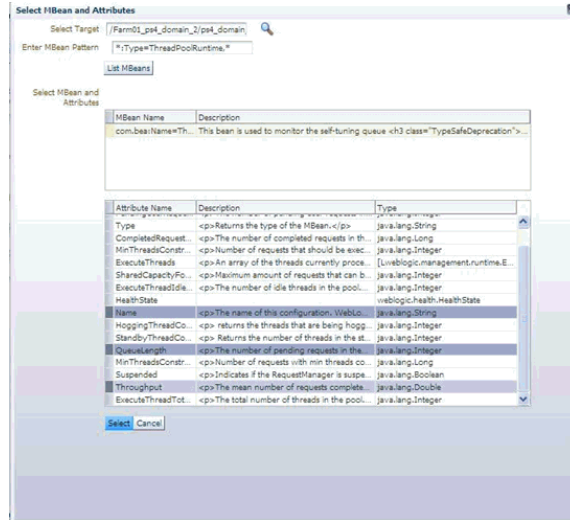 Select MBean and Attributes
Select Target /Farm01_ps4_domain_2/ps4_domain
Enter MBean Pattern *:Type=ThreadPoolRuntime,*
List MBeans
Select MBean and
Attributes
MBean Name Description
com.bea:Name=Th... This bean is used to monitor the self-tuning queue <h3 class="TypeSafeDeprecation">...
Attribute Name Description Type
Type <p>Returns the type of the MBean.</p> java.lang.String
CompletedRequest... <p>The number of completed requests in th... java.lang.Long
MinThreadsConstr... <p>Number of requests that should be exec... java.lang.Integer
ExecuteThreads <p>An array of the threads currently proce... [Lweblogic.management.runtime.E...
SharedCapacityFo... <p>Maximum amount of requests that can b... java.lang.Integer
ExecuteThreadIdle... <p>The number of idle threads in the pool.... java.lang.Integer
HealthState weblogic.health.HealthState
Name <p>The name of this configuration. WebLo... java.lang.String
HoggingThreadCo... <p> returns the threads that are being hogg... java.lang.Integer
StandbyThreadCo... <p> Returns the number of threads in the st... java.lang.Integer
QueueLength <p>The number of pending requests in the... java.lang.Integer
MinThreadsConstr... <p>Number of requests with min threads co... java.lang.Long
Suspended <p>Indicates if the RequestManager is suspe... java.lang.Boolean
Throughput <p>The mean number of requests complete... java.lang.Double
ExecuteThreadTot... <p>The total number of threads in the pool.... java.lang.Integer
Select Cancel